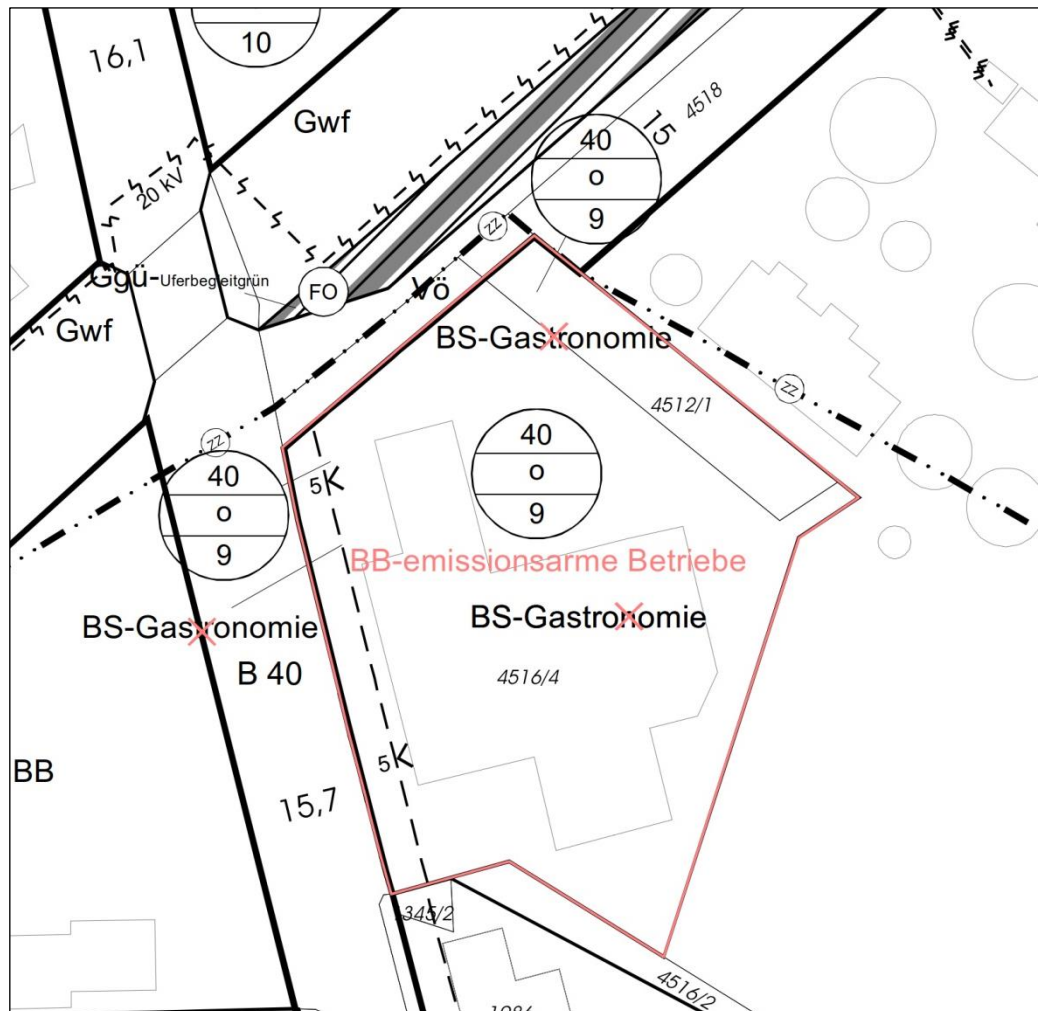 16,1
10
Gwf
4518
15
40
o
9
20 kV
ZZ
Ggü-Uferbegleitgrün
FO
Vö
Gwf
BS-Gastronomie
ZZ
4512/1
ZZ
40
o
9
40
o
9
5
BB-emissionsarme Betriebe
BS-Gastronomie
BS-Gastronomie
B 40
4516/4
5
BB
15,7
4516/2